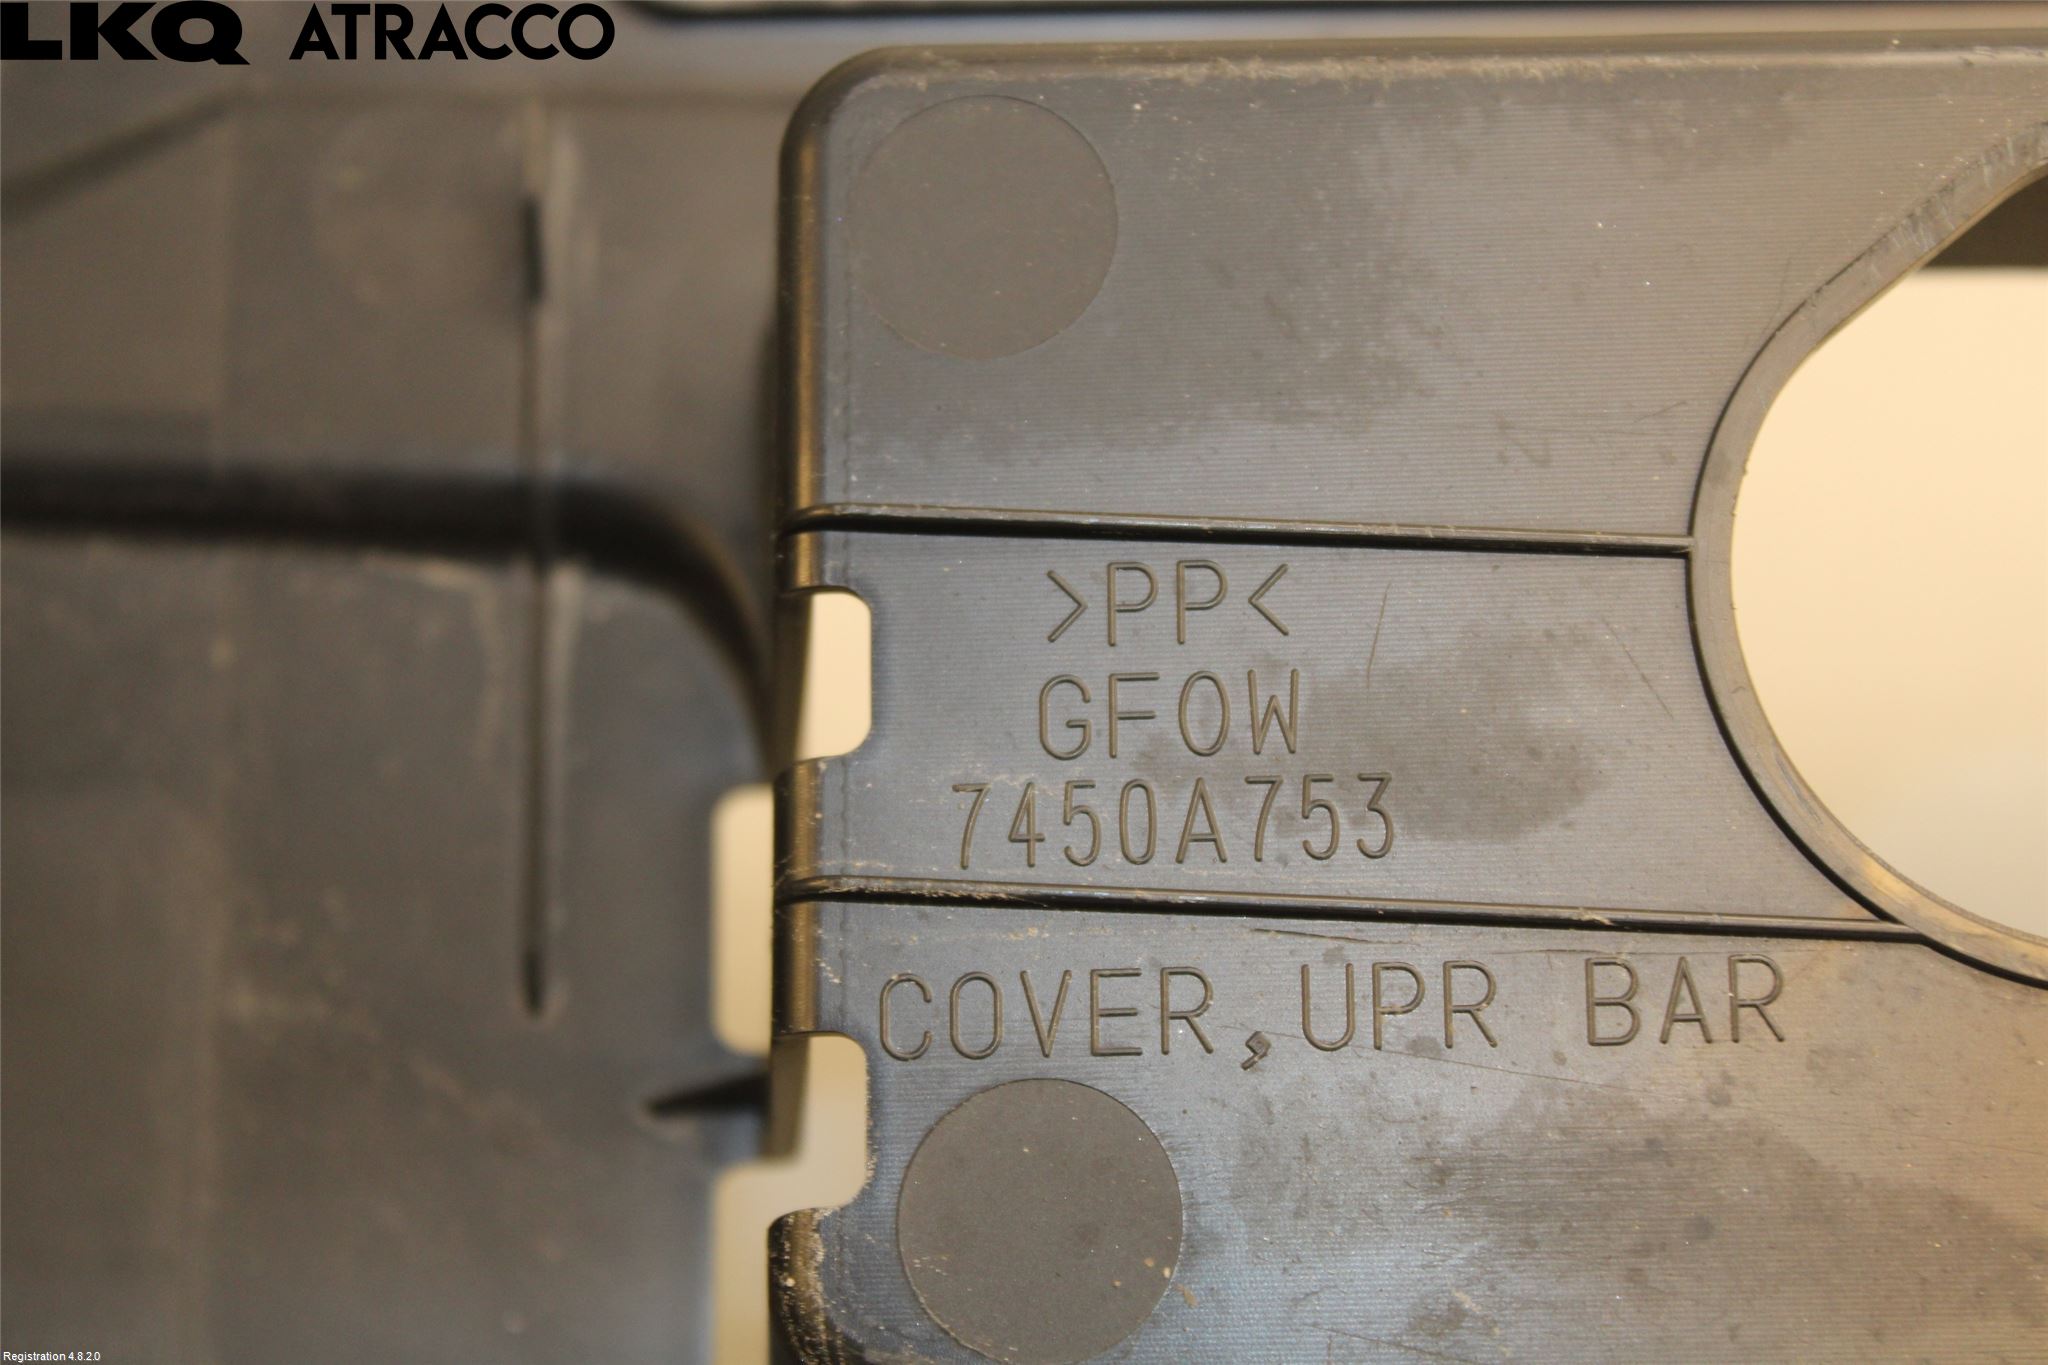 LKQ ATRACCO
>PP<
GF0W
7450A753
COVER,UPR BAR
Registration 4.8.2.0